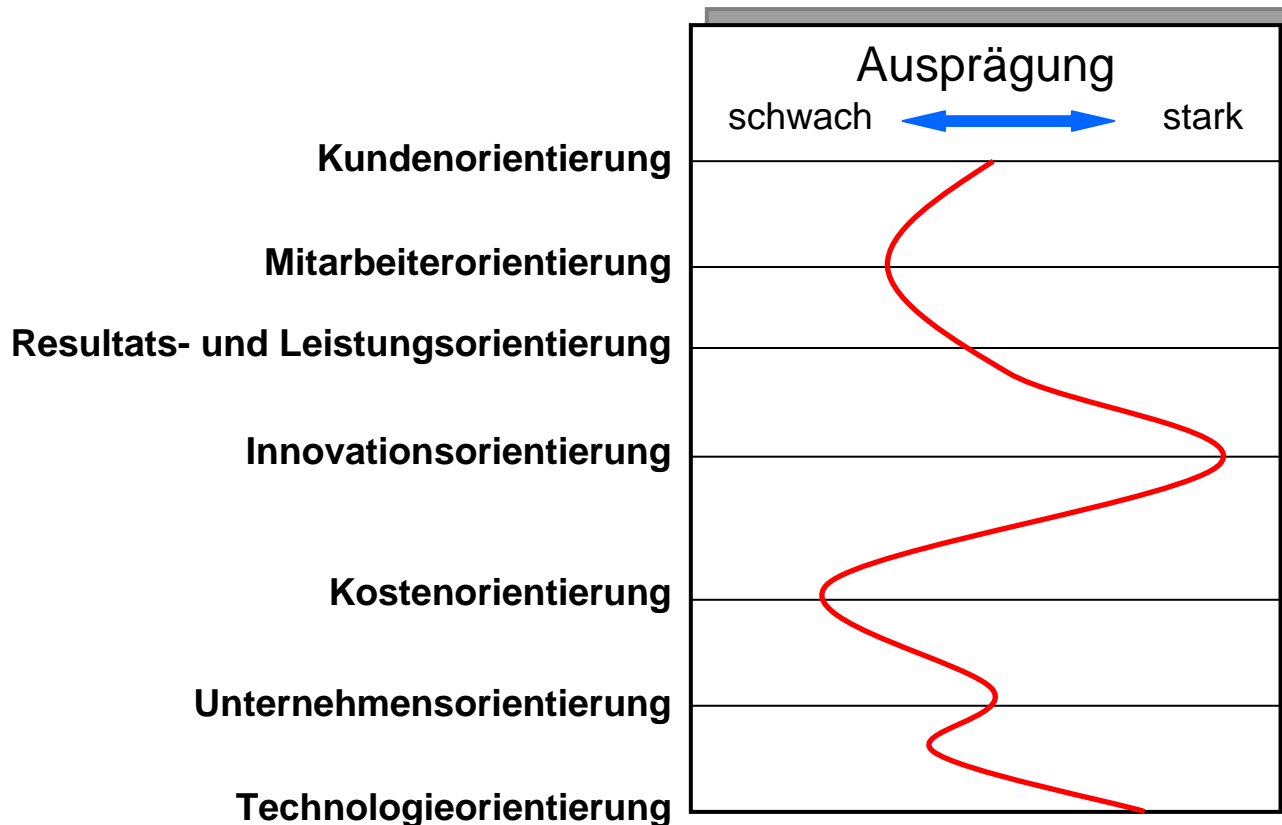 Ausprägung
schwach stark
Kundenorientierung
Mitarbeiterorientierung
Resultats- und Leistungsorientierung
Innovationsorientierung
Kostenorientierung
Unternehmensorientierung
Technologieorientierung